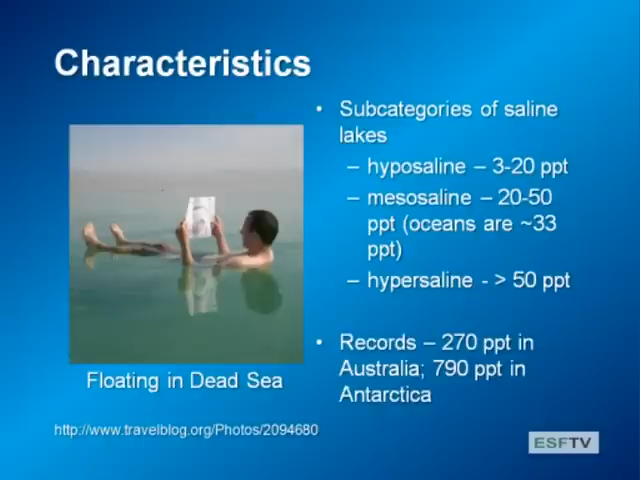 Characteristics
• Subcategories of saline
lakes
– hyposaline – 3-20 ppt
– mesosaline – 20-50
ppt (oceans are ~33
ppt)
– hypersaline - > 50 ppt
• Records – 270 ppt in
Australia; 790 ppt in
Antarctica
Floating in Dead Sea
http://www.travelblog.org/Photos/2094680
ESFTV